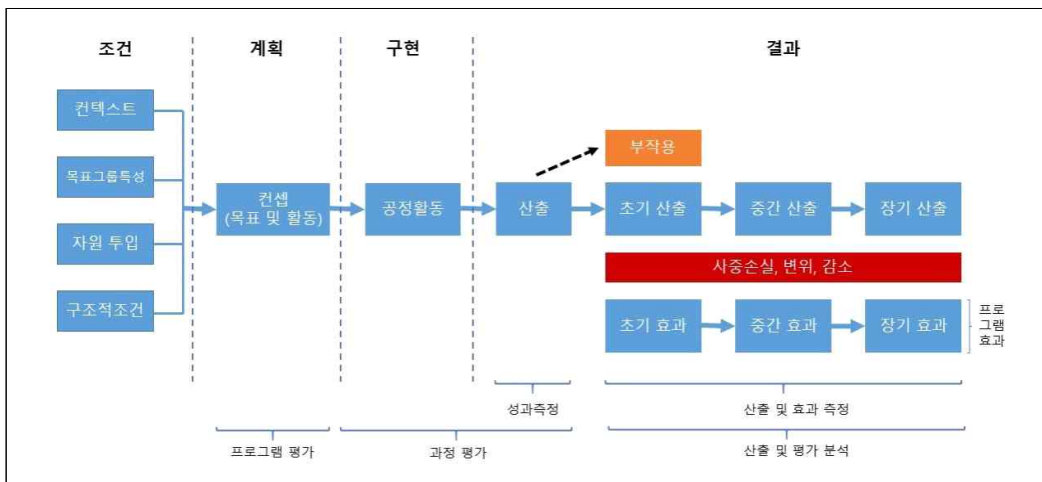 조건
계획
구현
결과
컨텍스트
목표그룹특성
자원 투입
구조적조건
컨셉
(목표 및 활동)
공정활동
산출
부작용
초기 산출
중간 산출
장기 산출
사중손실, 변위, 감소
초기 효과
중간 효과
장기 효과
프로
그램
효과
성과측정
산출 및 효과 측정
프로그램 평가
과정 평가
산출 및 평가 분석